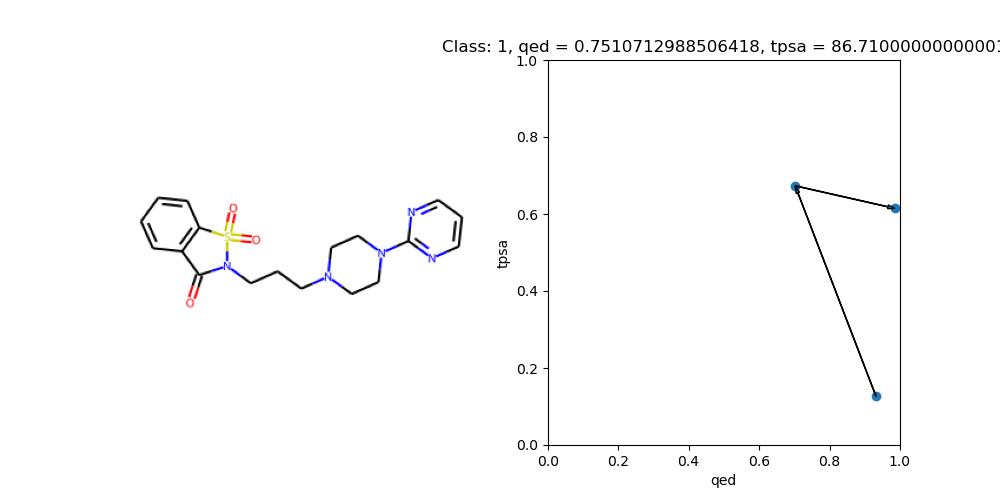 Class: 1, qed = 0.7510712988506418, tpsa = 86.71000000000001
O
S
O
N
O
N
N
N
N
1.0
0.8
0.6
0.4
0.2
0.0
tpsa
0.0 0.2 0.4 0.6 0.8 1.0
qed